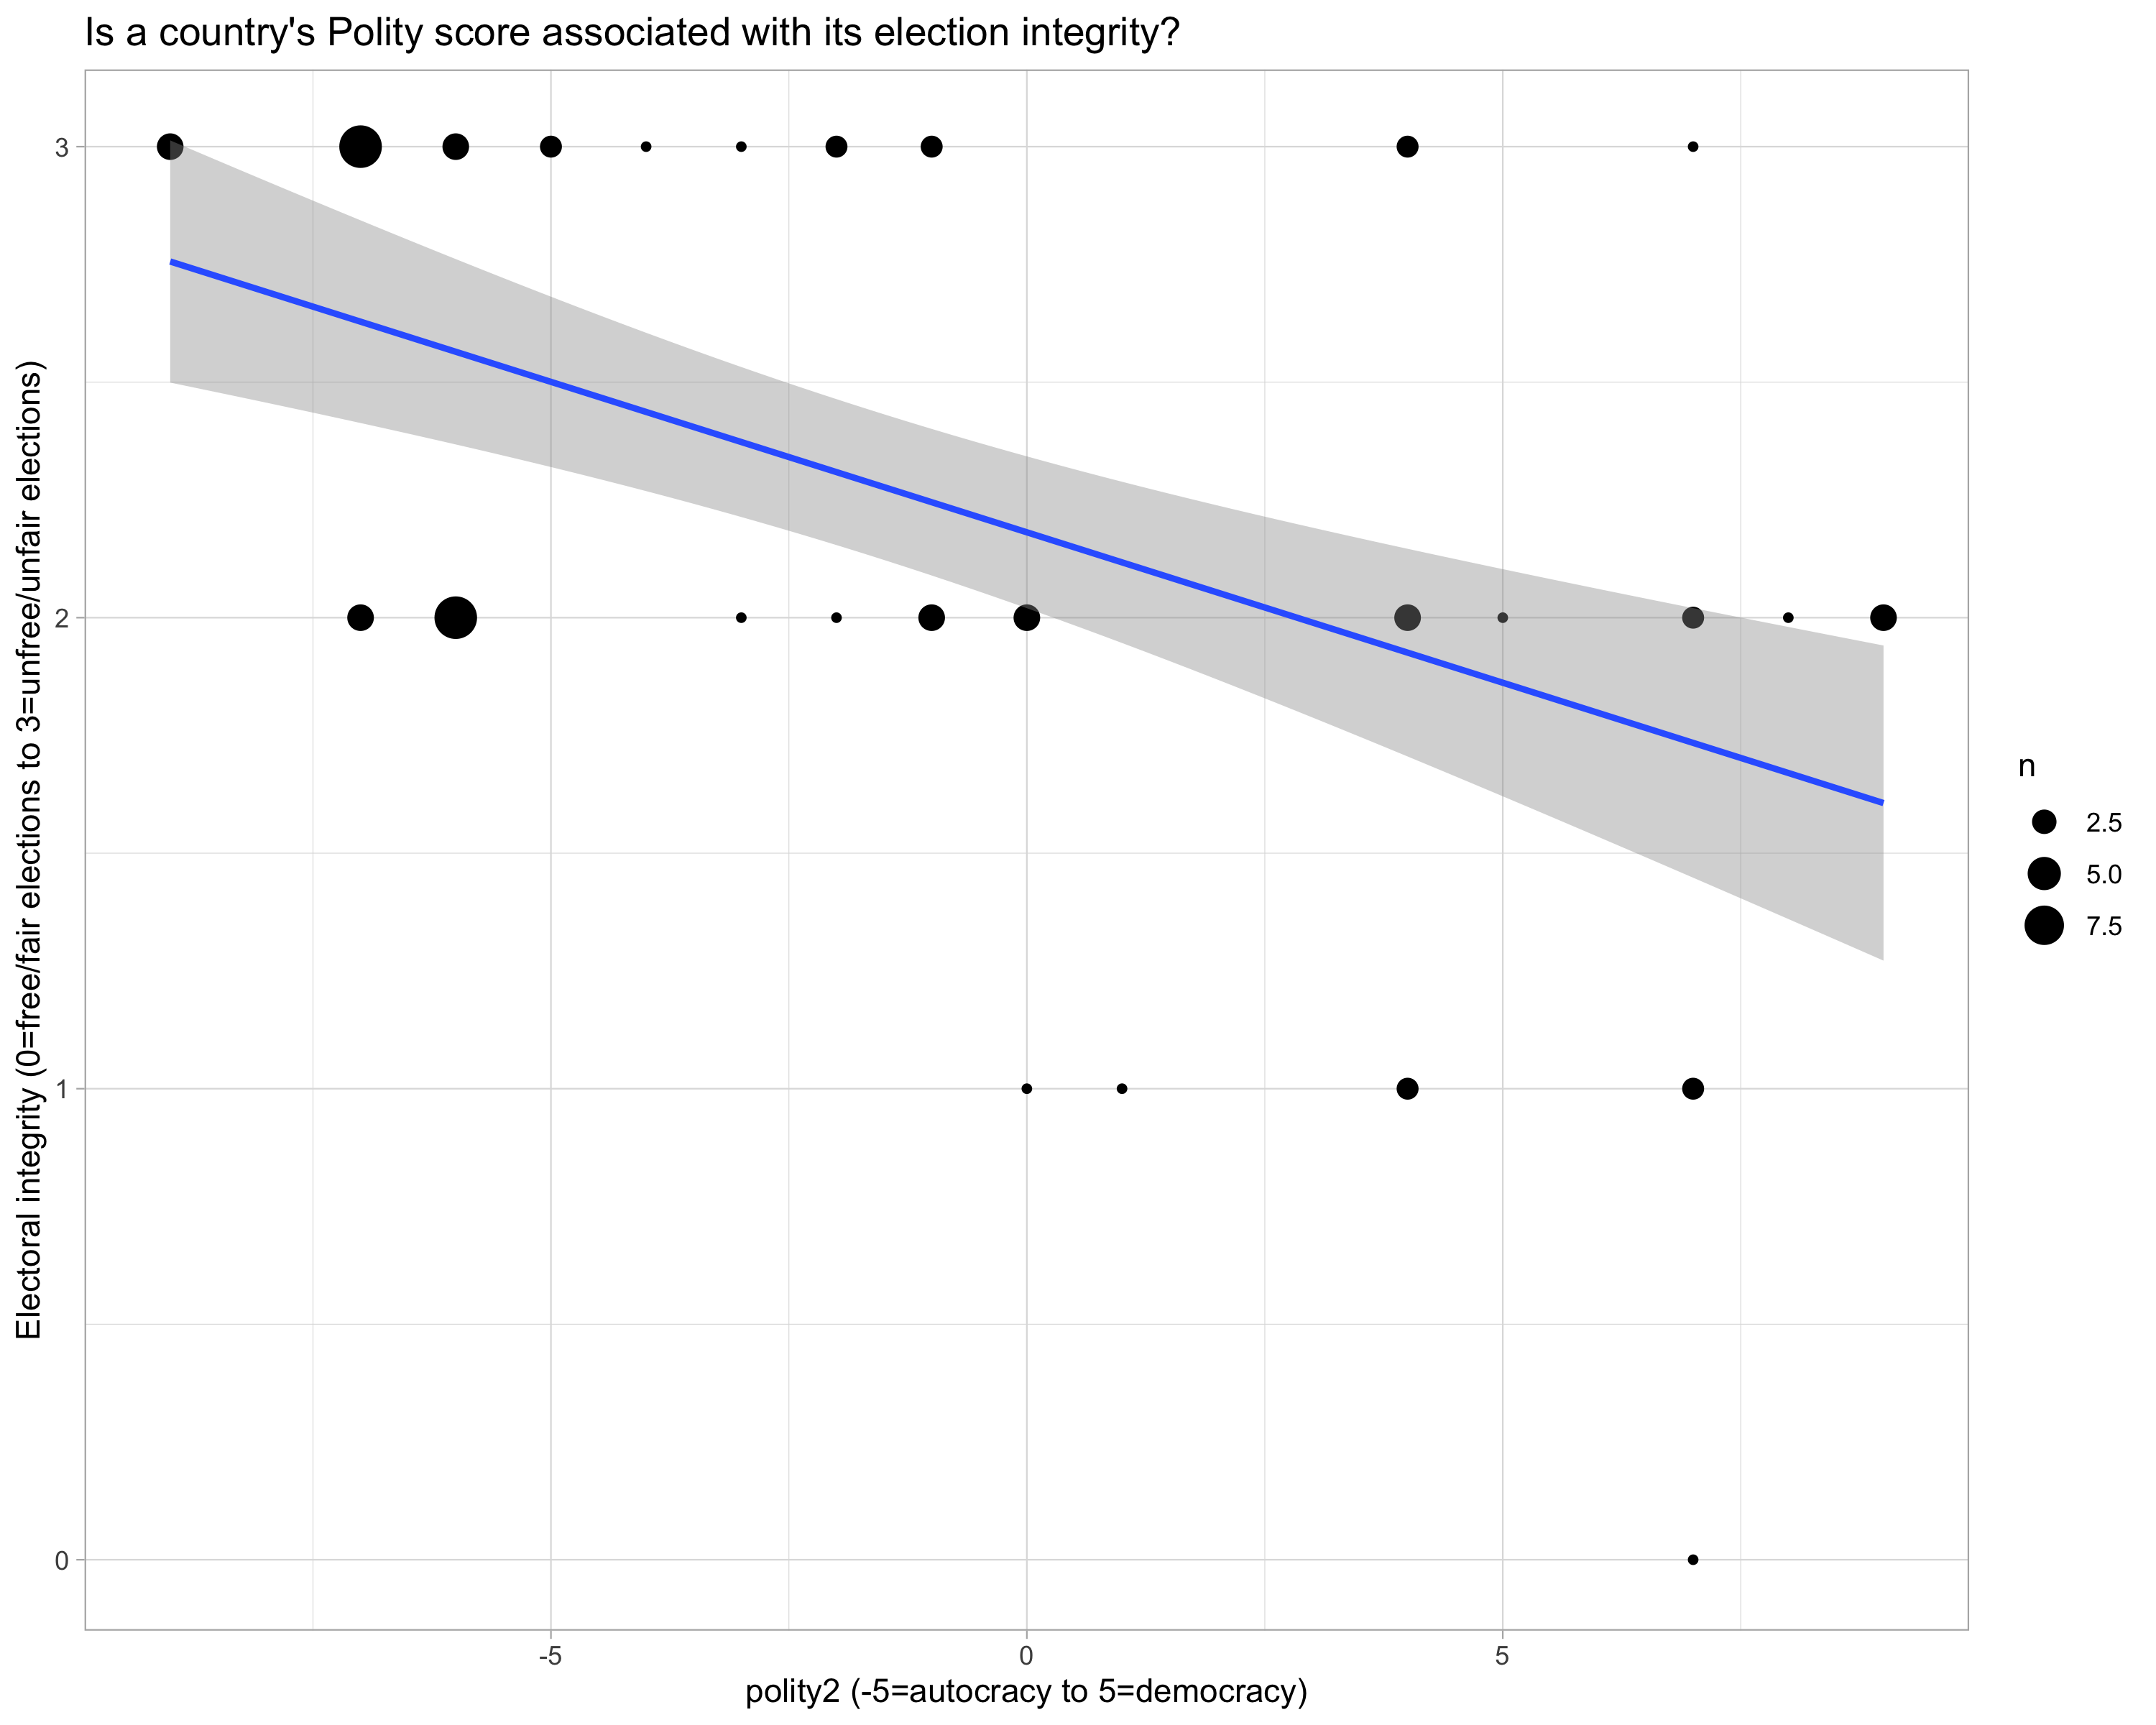 Is a country's Polity score associated with its election integrity?
Electoral integrity (0=free/fair elections to 3=unfree/unfair elections)
3
2
1
0
-5
0
5
polity2 (-5=autocracy to 5=democracy)
n
2.5
5.0
7.5